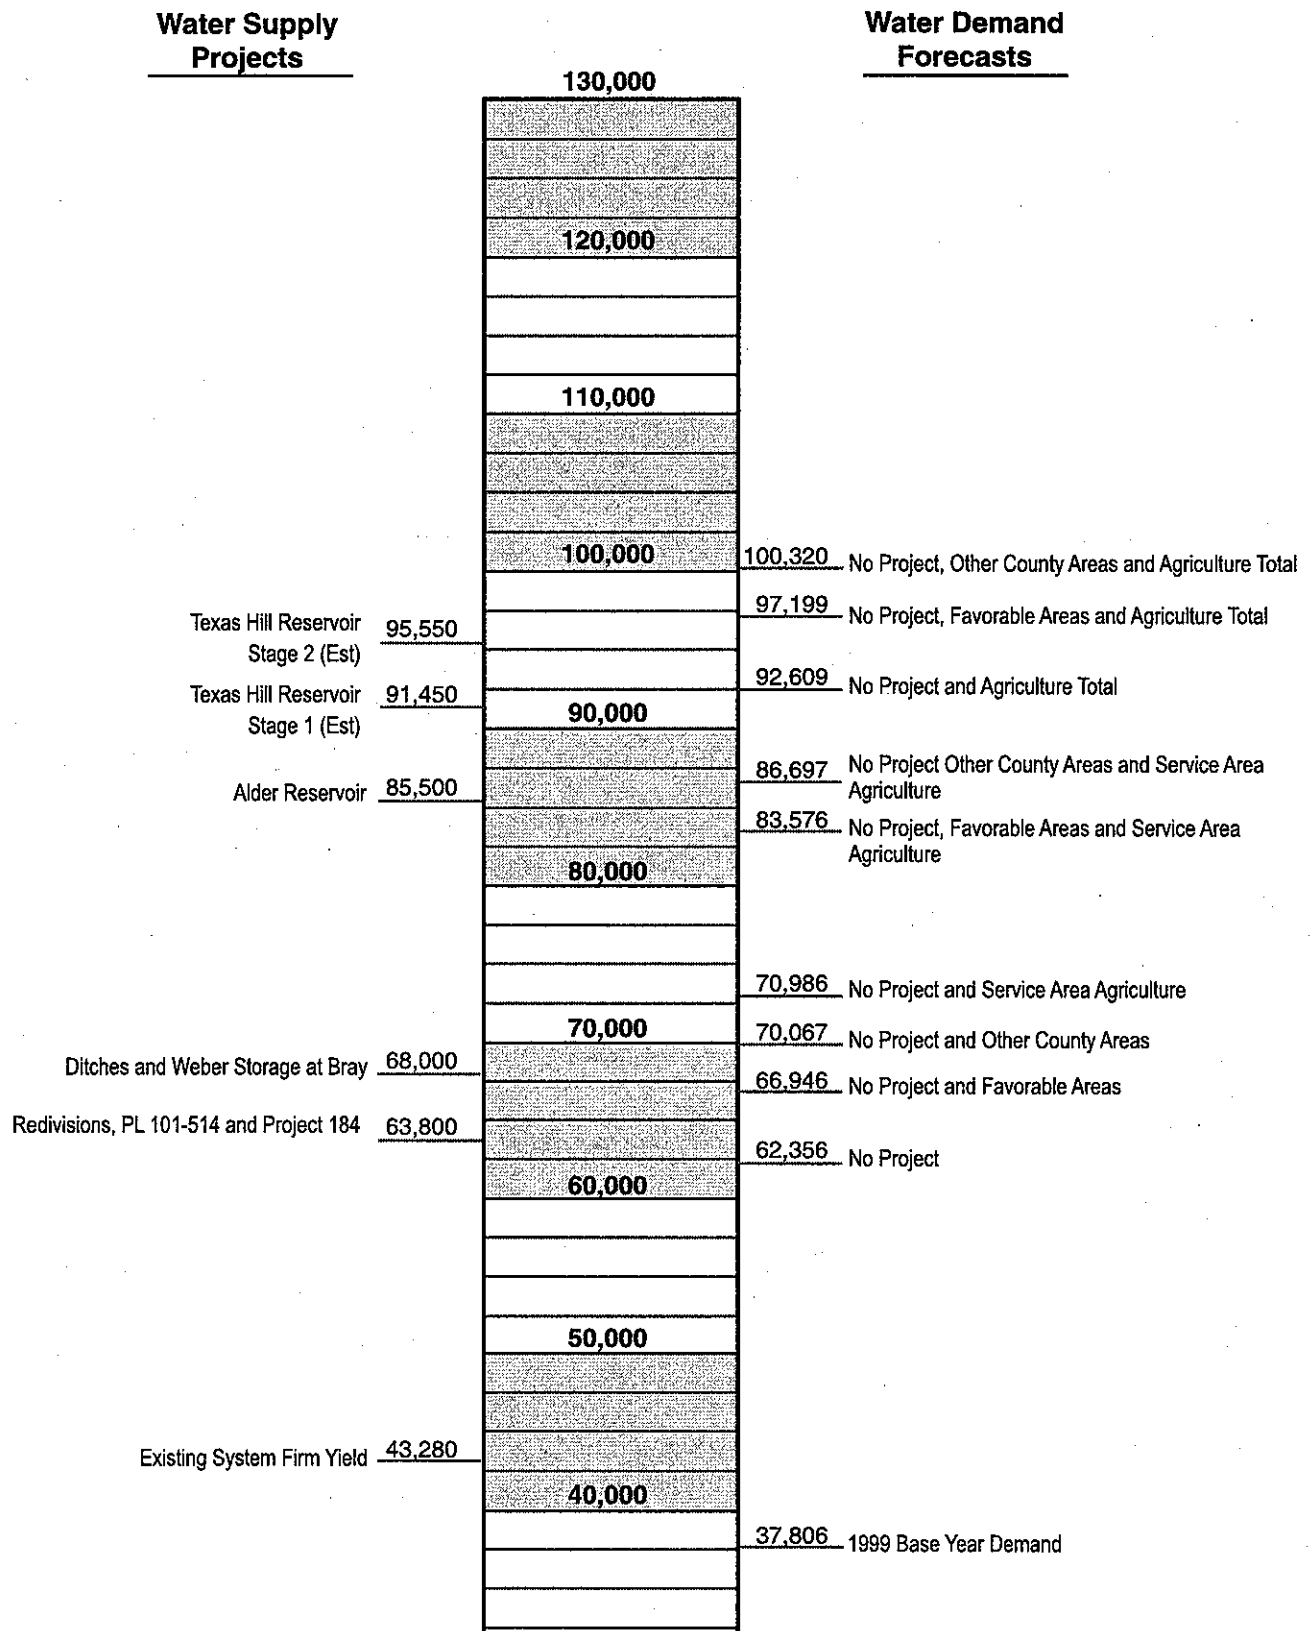 Water Supply
Projects
Water Demand
Forecasts
130,000
120,000
110,000
100,000
100,320 No Project, Other County Areas and Agriculture Total
97,199 No Project, Favorable Areas and Agriculture Total
Texas Hill Reservoir 95,550
Stage 2 (Est)
92,609 No Project and Agriculture Total
Texas Hill Reservoir 91,450
Stage 1 (Est)
90,000
86,697 No Project Other County Areas and Service Area
Agriculture
Alder Reservoir 85,500
83,576 No Project, Favorable Areas and Service Area
Agriculture
80,000
70,986 No Project and Service Area Agriculture
70,000
70,067 No Project and Other County Areas
Ditches and Weber Storage at Bray 68,000
66,946 No Project and Favorable Areas
Redivisions, PL 101-514 and Project 184 63,800
62,356 No Project
60,000
50,000
Existing System Firm Yield 43,280
40,000
37,806 1999 Base Year Demand